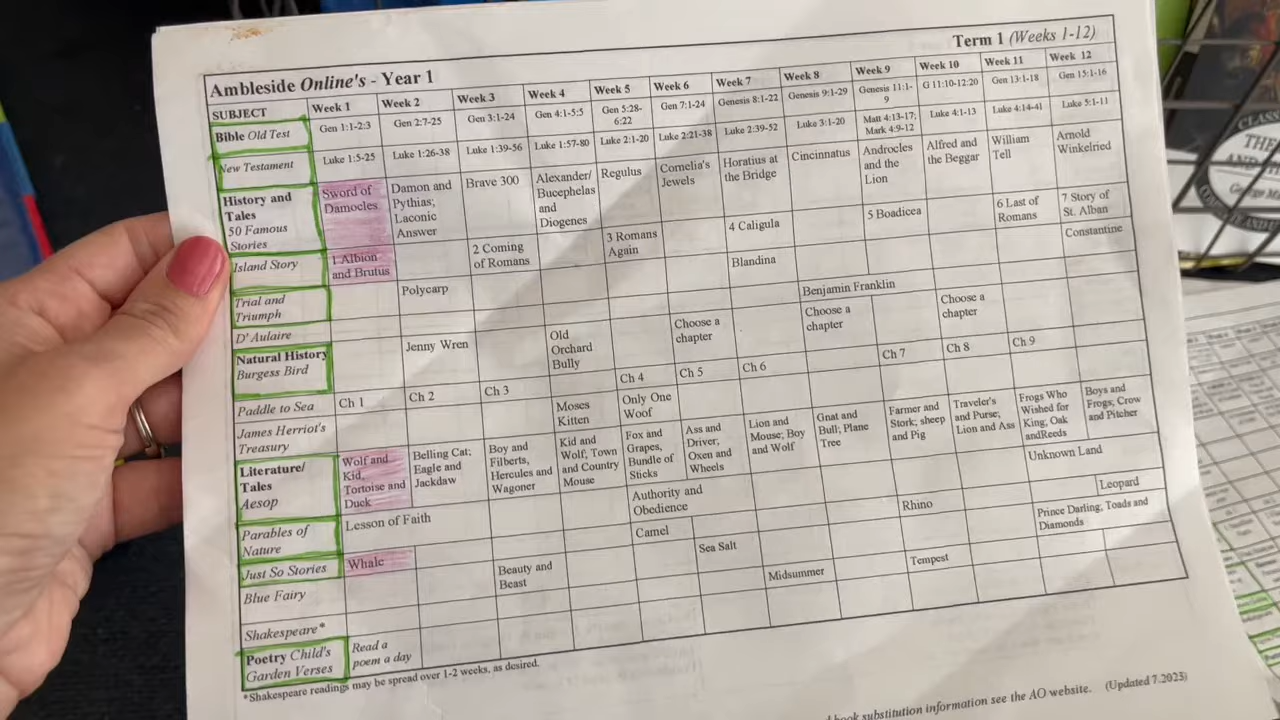 Ambleside Online's - Year 1
Term 1 (Weeks 1-12)
SUBJECT Week 1 Week 2 Week 3 Week 4 Week 5 Week 6 Week 7 Week 8 Week 9 Week 10 Week 11 Week 12
Bible Old Test Gen 1:1-2:3 Gen 2:7-25 Gen 3:1-24 Gen 4:1-5:5 Gen 5:28-6:22 Gen 7:1-24 Genesis 8:1-22 Genesis 9:1-29 Genesis 11:1-9 G 11:10-12:20 Gen 13:1-18 Gen 15:1-16
New Testament Luke 1:5-25 Luke 1:26-38 Luke 1:39-56 Luke 1:57-80 Luke 2:1-20 Luke 2:21-38 Luke 2:39-52 Luke 3:1-20 Matt 4:13-17; Mark 4:9-12 Luke 4:1-13 Luke 4:14-41 Luke 5:1-11
History and Tales 50 Famous Stories Sword of Damocles Damon and Pythias; Laconic Answer Brave 300 Alexander/ Bucephelas and Diogenes Regulus Cornelia's Jewels Horatius at the Bridge Cincinnatus Androcles and the Lion Alfred and the Beggar William Tell Arnold Winkelried
Island Story 1 Albion and Brutus 2 Coming of Romans 3 Romans Again 4 Caligula 5 Boadicea 6 Last of Romans 7 Story of St. Alban
Trial and Triumph Polycarp Blandina Constantine
D'Aulaire Benjamin Franklin
Natural History Burgess Bird Jenny Wren Old Orchard Bully Choose a chapter Choose a chapter Choose a chapter
Paddle to Sea Ch 1 Ch 2 Ch 3 Ch 4 Ch 5 Ch 6 Ch 7 Ch 8 Ch 9
James Herriot's Treasury Moses Kitten Only One Woof
Literature/ Tales Aesop Wolf and Kid, Tortoise and Duck Belling Cat; Eagle and Jackdaw Boy and Filberts, Hercules and Wagoner Kid and Wolf, Town and Country Mouse Fox and Grapes, Bundle of Sticks Ass and Driver; Oxen and Wheels Lion and Mouse; Boy and Wolf Gnat and Bull; Plane Tree Farmer and Stork; sheep and Pig Traveler's and Purse, Lion and Ass Frogs Who Wished for King; Oak andReeds Boys and Frogs; Crow and Pitcher
Parables of Nature Lesson of Faith Authority and Obedience Unknown Land
Just So Stories Whale Camel Rhino Leopard
Blue Fairy Beauty and Beast Sea Salt Prince Darling; Toads and Diamonds
Shakespeare* Midsummer Tempest
Poetry Child's Garden Verses Read a poem a day
*Shakespeare readings may be spread over 1-2 weeks, as desired.
book substitution information see the AO website. (Updated 7.2023)
CLASS
THE
AND